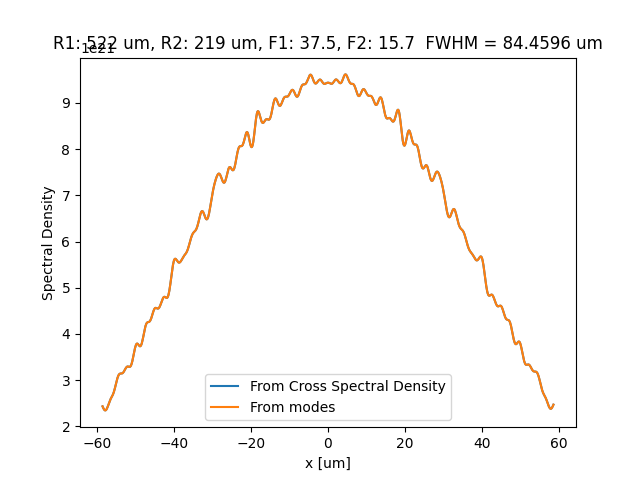 R1: 522 um, R2: 219 um, F1: 37.5, F2: 15.7 FWHM = 84.4596 um
1e21
9
8
7
6
5
4
3
2
Spectral Density
From Cross Spectral Density
From modes
−60 −40 −20 0 20 40 60
x [um]